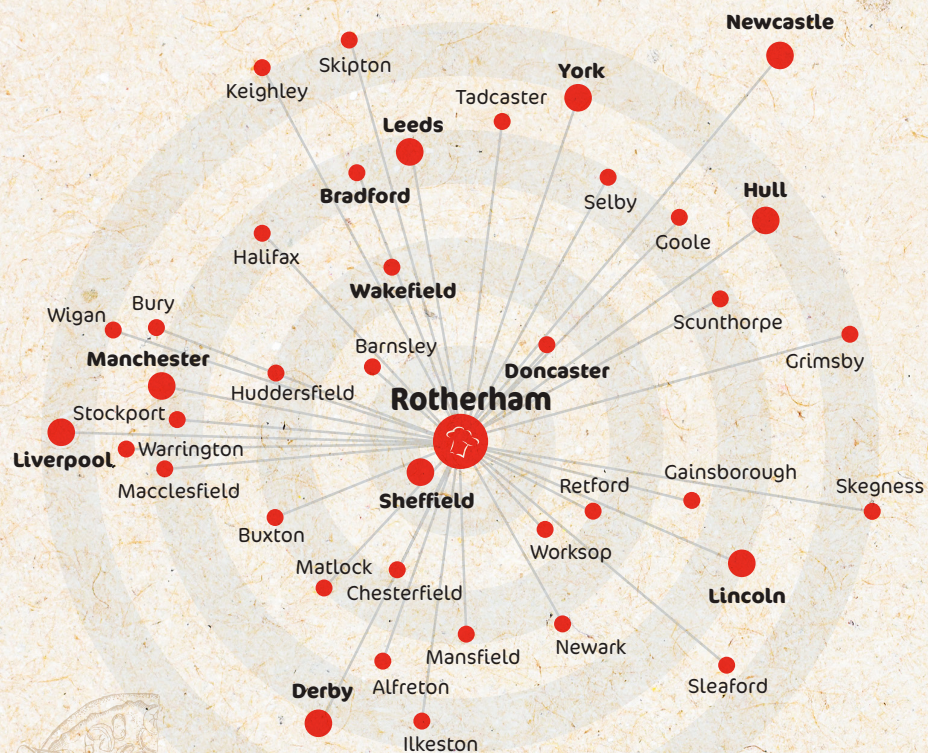 Newcastle
Skipton
York
Keighley
Tadcaster
Leeds
Bradford
Selby
Hull
Goole
Halifax
Wakefield
Bury
Wigan
Scunthorpe
Barnsley
Manchester
Grimsby
Doncaster
Huddersfield
Rotherham
Stockport
Warrington
Liverpool
Gainsborough
Retford
Skegness
Macclesfield
Sheffield
Buxton
Worksop
Matlock
Chesterfield
Lincoln
Newark
Mansfield
Alfreton
Sleaford
Derby
Ilkeston